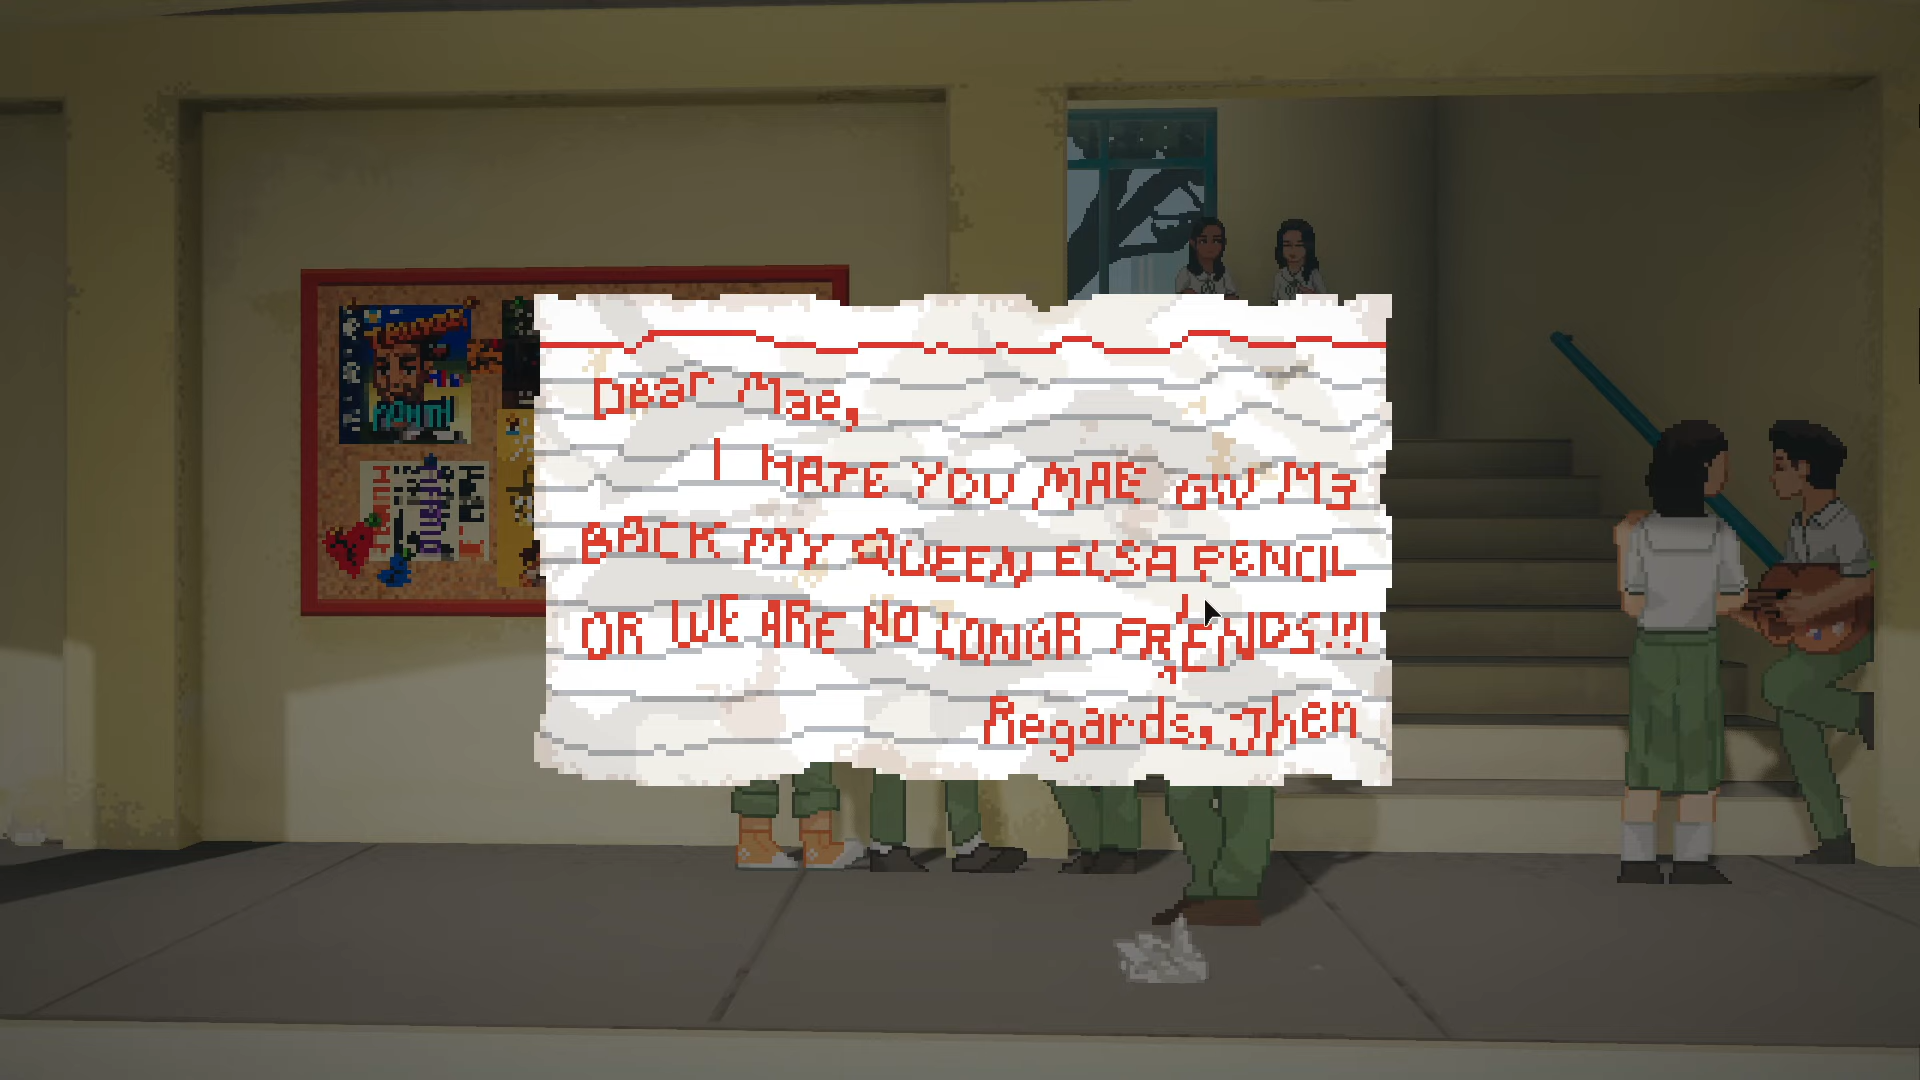 Dear Mae,
I HATE YOU MAE GIV ME
BACK MY QUEEN ELSA PENCIL
OR WE ARE NO LONGR FRiENDS!!!
Regards, Jhen